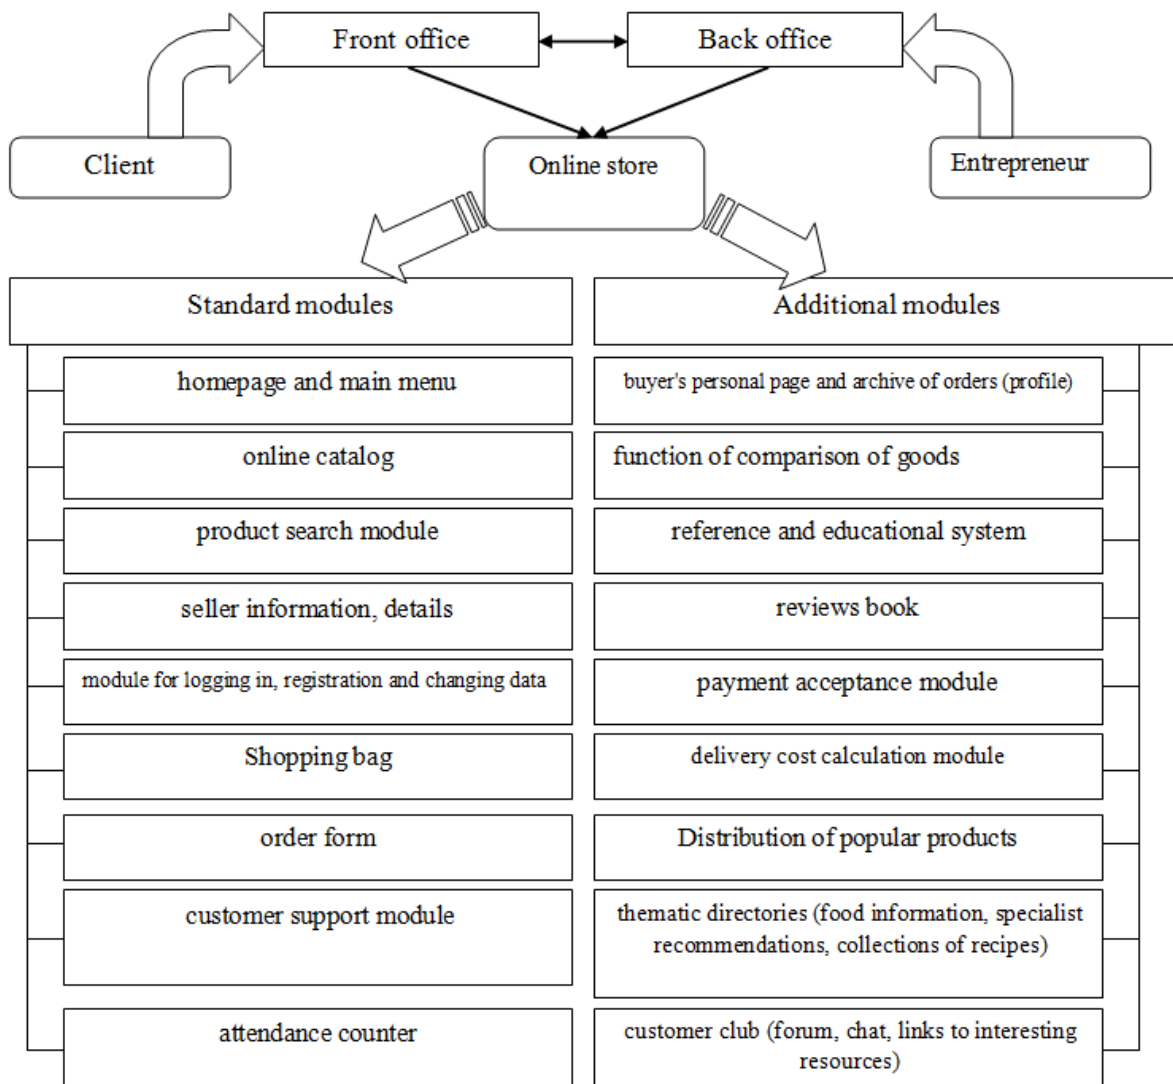 Front office
Back office
Client
Online store
Entrepreneur
Standard modules
Additional modules
homepage and main menu
buyer's personal page and archive of orders (profile)
online catalog
function of comparison of goods
product search module
reference and educational system
seller information, details
reviews book
module for logging in, registration and changing data
payment acceptance module
Shopping bag
delivery cost calculation module
order form
Distribution of popular products
customer support module
thematic directories (food information, specialist
recommendations, collections of recipes)
attendance counter
customer club (forum, chat, links to interesting
resources)